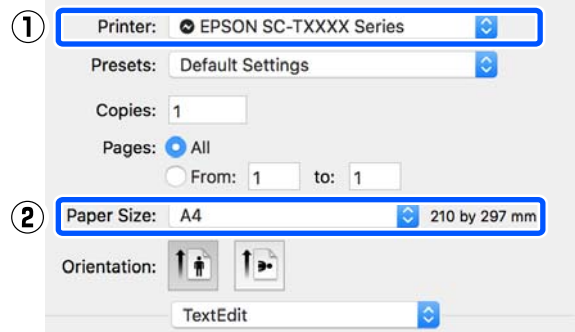 ① Printer: EPSON SC-TXXXX Series
Presets: Default Settings
Copies: 1
Pages: All
From: 1 to: 1
② Paper Size: A4 210 by 297 mm
Orientation:
TextEdit